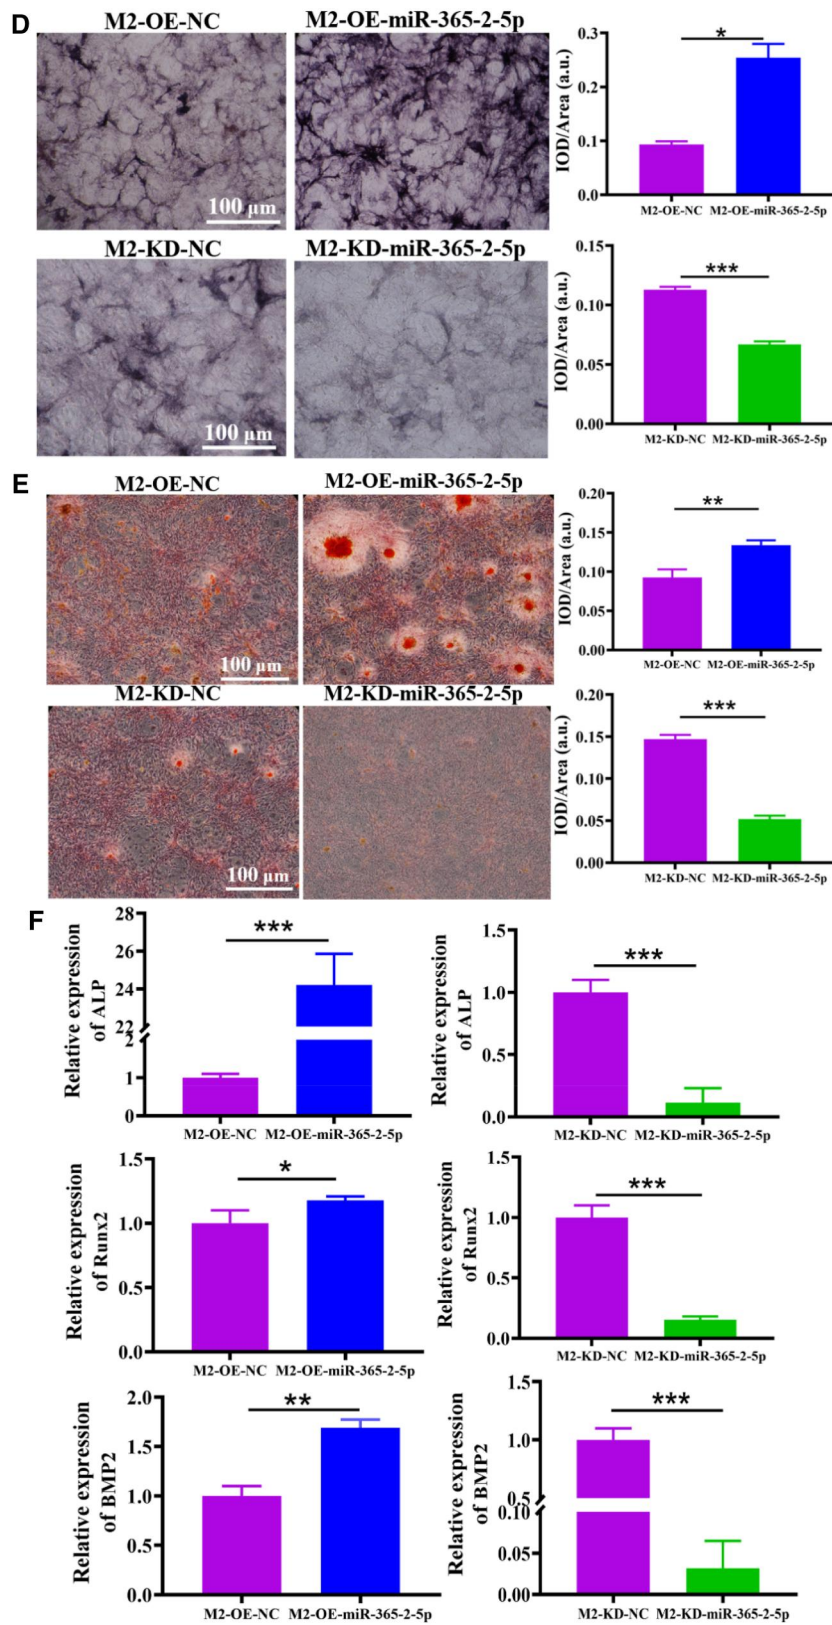 D
M2-OE-NC
M2-OE-miR-365-2-5p
100 μm
IOD/Area (a.u.)
0.3
0.2
0.1
0.0
*
M2-OE-NC M2-OE-miR-365-2-5p
M2-KD-NC
M2-KD-miR-365-2-5p
100 μm
IOD/Area (a.u.)
0.15
0.10
0.05
0.00
***
M2-KD-NC M2-KD-miR-365-2-5p
E
M2-OE-NC
M2-OE-miR-365-2-5p
100 μm
IOD/Area (a.u.)
0.20
0.15
0.10
0.05
0.00
**
M2-OE-NC M2-OE-miR-365-2-5p
M2-KD-NC
M2-KD-miR-365-2-5p
100 μm
IOD/Area (a.u.)
0.20
0.15
0.10
0.05
0.00
***
M2-KD-NC M2-KD-miR-365-2-5p
F
Relative expression
of ALP
28
26
24
22
2
1
0
***
M2-OE-NC M2-OE-miR-365-2-5p
Relative expression
of ALP
1.5
1.0
0.5
0.0
***
M2-KD-NC M2-KD-miR-365-2-5p
Relative expression
of Runx2
1.5
1.0
0.5
0.0
*
M2-OE-NC M2-OE-miR-365-2-5p
Relative expression
of Runx2
1.5
1.0
0.5
0.0
***
M2-KD-NC M2-KD-miR-365-2-5p
Relative expression
of BMP2
2.0
1.5
1.0
0.5
0.0
**
M2-OE-NC M2-OE-miR-365-2-5p
Relative expression
of BMP2
1.5
1.0
0.5
0.10
0.05
0.00
***
M2-KD-NC M2-KD-miR-365-2-5p